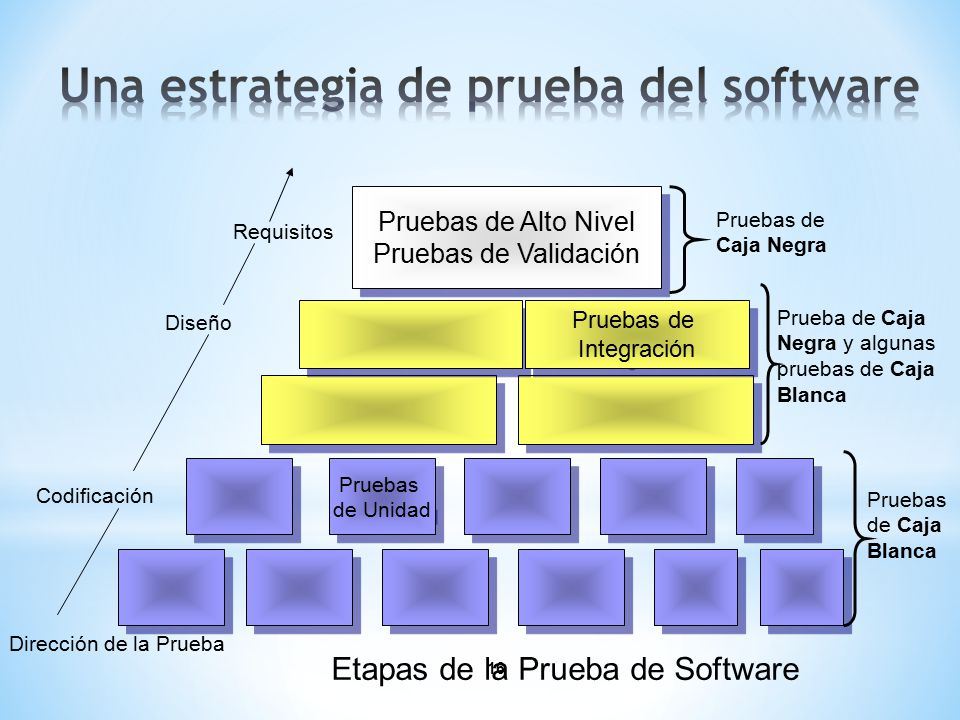 Una estrategia de prueba del software
Requisitos
Pruebas de Alto Nivel
Pruebas de Validación
Pruebas de
Caja Negra
Diseño
Pruebas de
Integración
Prueba de Caja
Negra y algunas
pruebas de Caja
Blanca
Codificación
Pruebas
de Unidad
Pruebas
de Caja
Blanca
Dirección de la Prueba
Etapas de la Prueba de Software